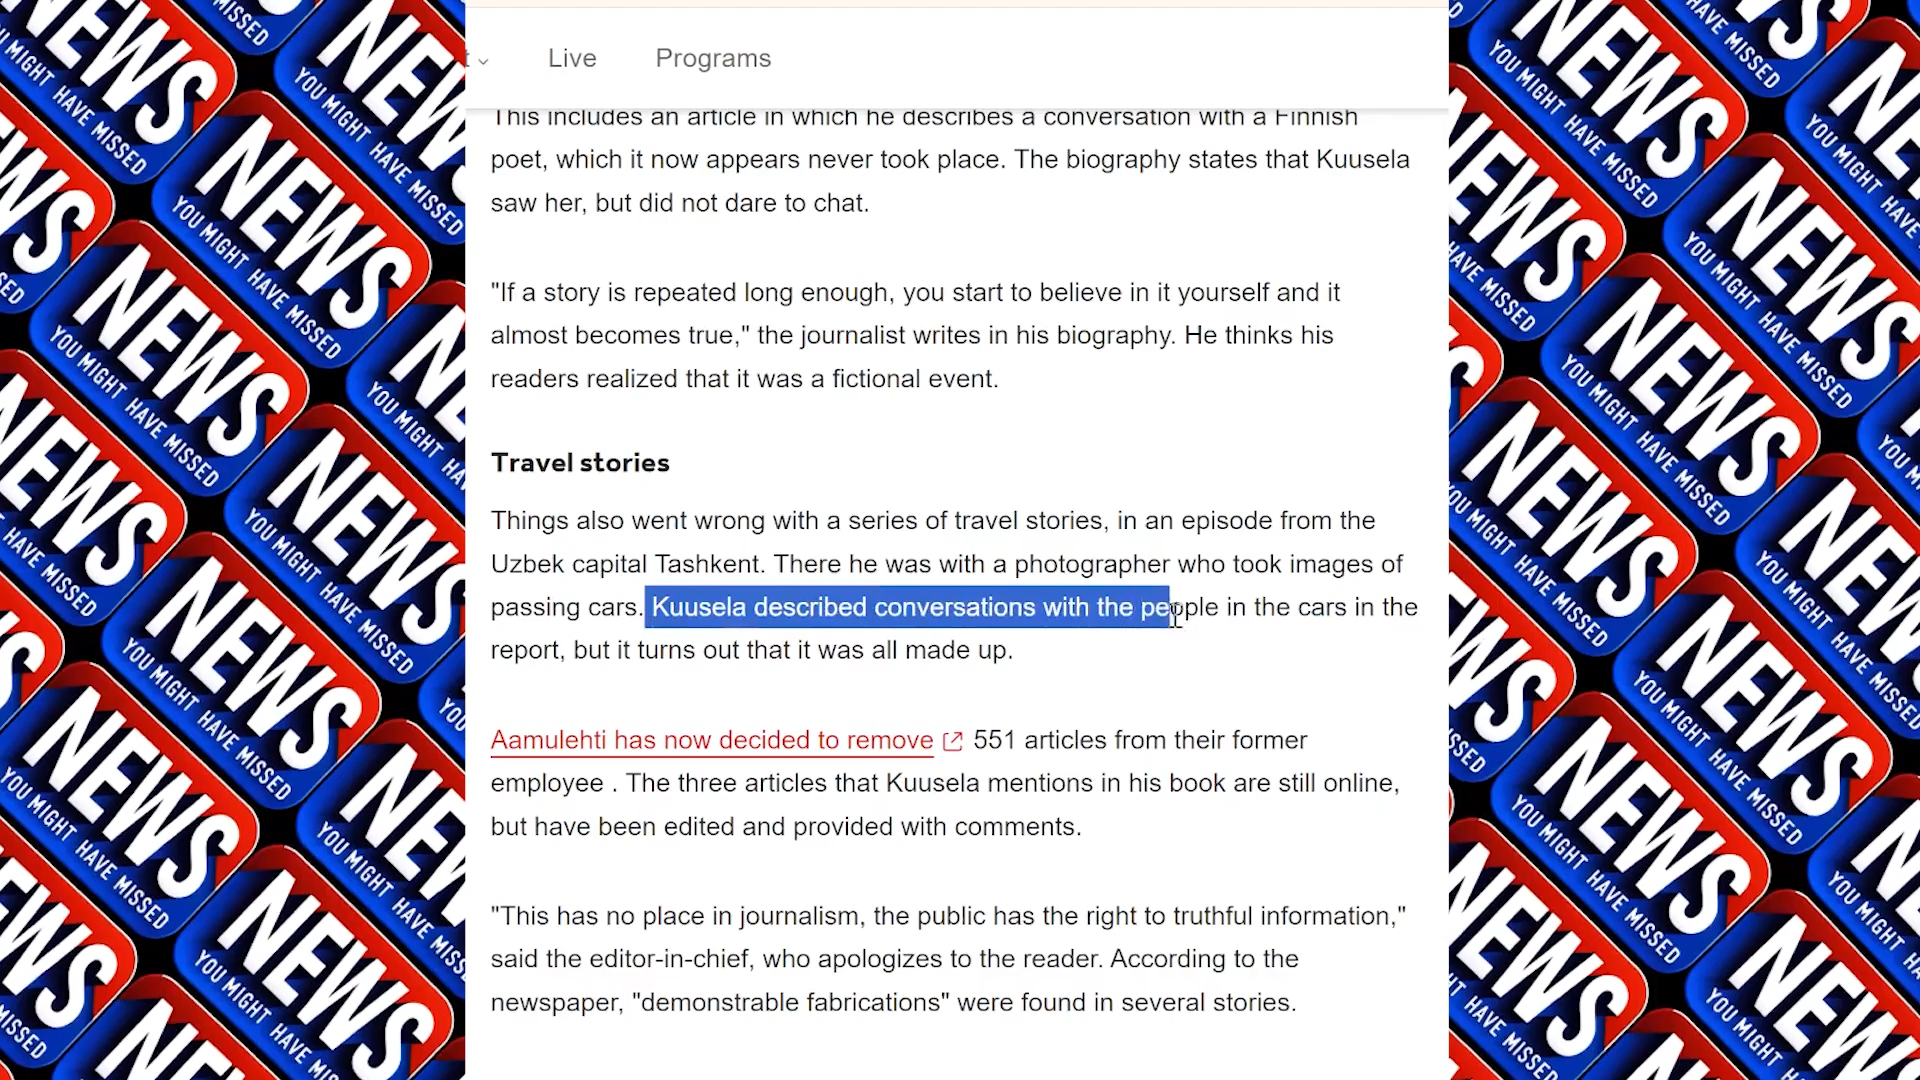 Live
Programs
This includes an article in which he describes a conversation with a Finnish
poet, which it now appears never took place. The biography states that Kuusela
saw her, but did not dare to chat.
"If a story is repeated long enough, you start to believe in it yourself and it
almost becomes true," the journalist writes in his biography. He thinks his
readers realized that it was a fictional event.
Travel stories
Things also went wrong with a series of travel stories, in an episode from the
Uzbek capital Tashkent. There he was with a photographer who took images of
passing cars. Kuusela described conversations with the people in the cars in the
report, but it turns out that it was all made up.
Aamulehti has now decided to remove 551 articles from their former
employee . The three articles that Kuusela mentions in his book are still online,
but have been edited and provided with comments.
"This has no place in journalism, the public has the right to truthful information,"
said the editor-in-chief, who apologizes to the reader. According to the
newspaper, "demonstrable fabrications" were found in several stories.
NEWS
YOU MIGHT HAVE MISSED